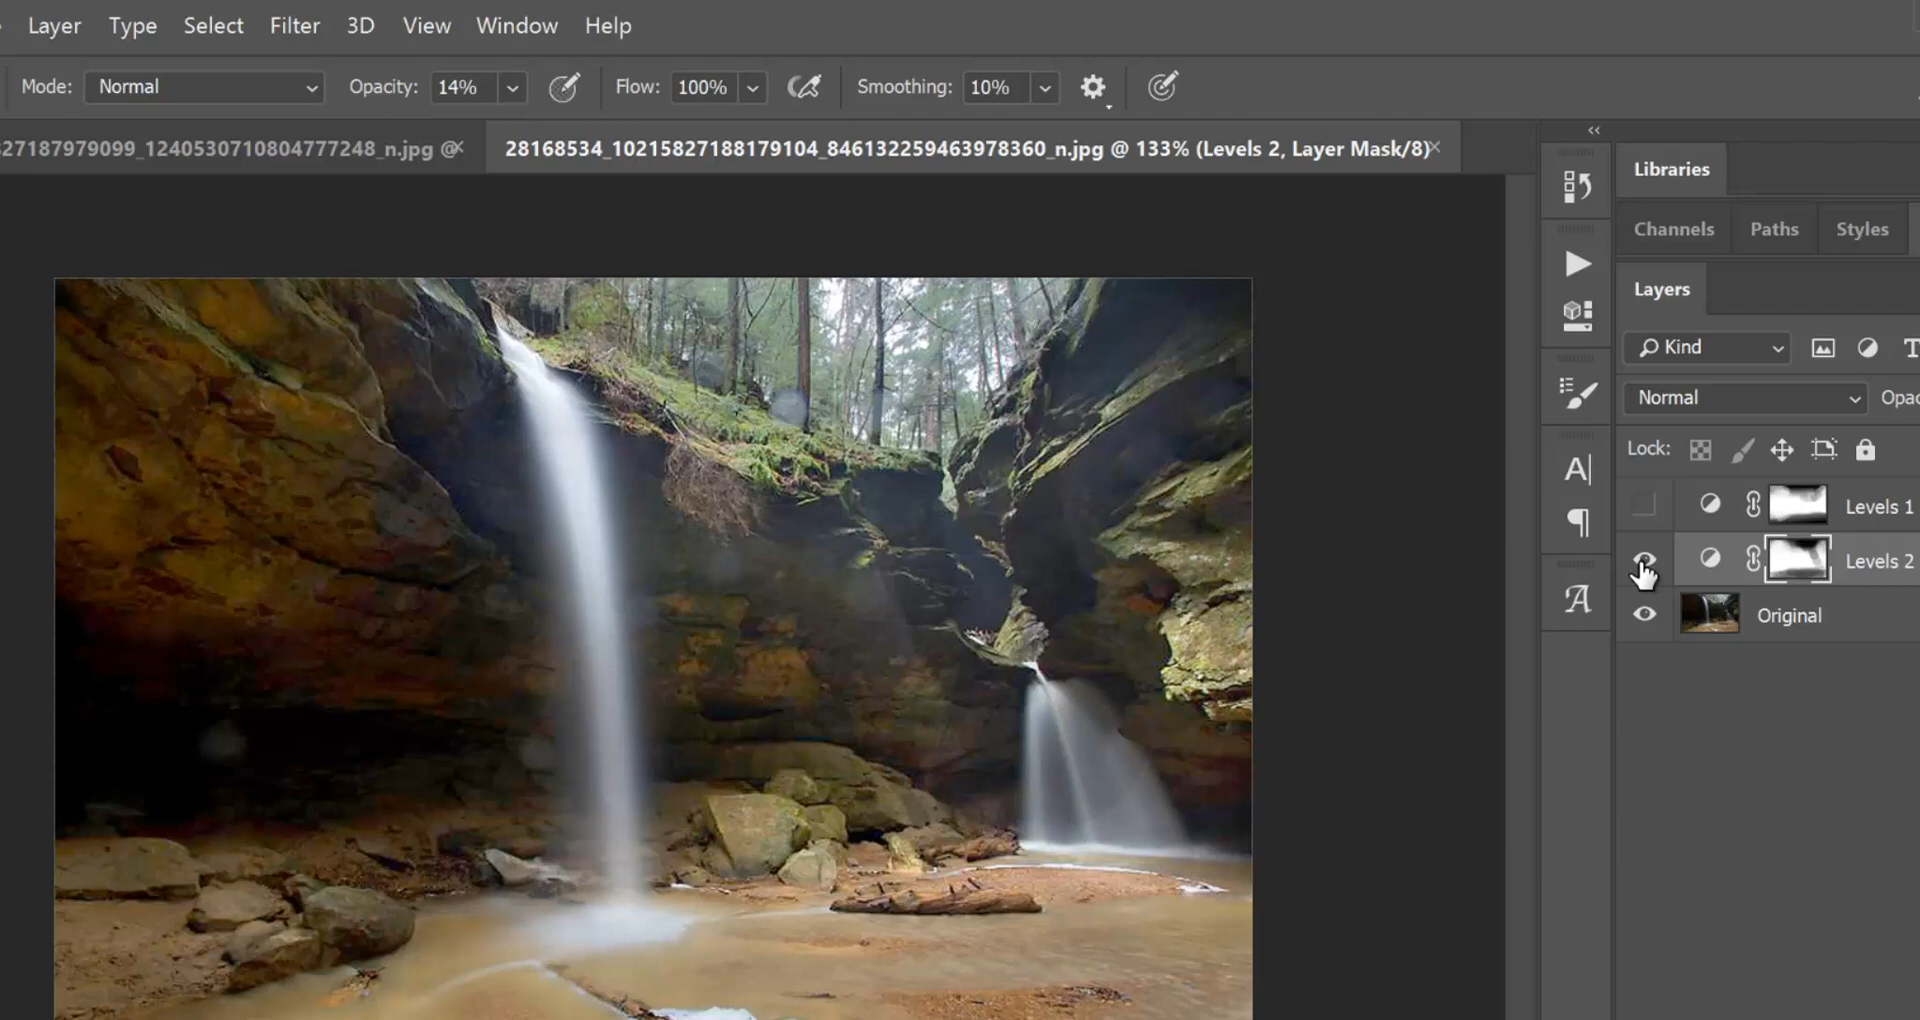 Layer Type Select Filter 3D View Window Help
Mode: Normal Opacity: 14% Flow: 100% Smoothing: 10%
27187979099_1240530710804777248_n.jpg @ 28168534_10215827188179104_846132259463978360_n.jpg @ 133% (Levels 2, Layer Mask/8)
Libraries
Channels Paths Styles
Layers
Kind
Normal Opac
Lock:
Levels 1
Levels 2
Original